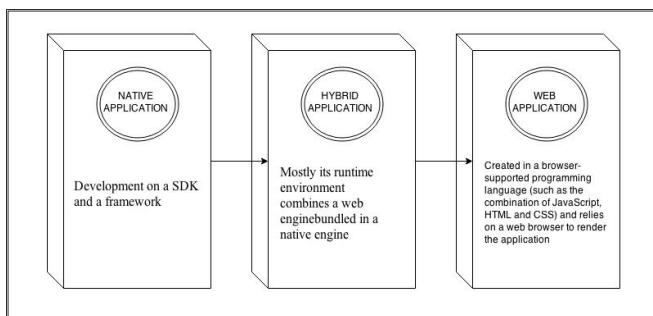 NATIVE
APPLICATION
Development on a SDK
and a framework
HYBRID
APPLICATION
Mostly its runtime
environment
combines a web
enginebundled in a
native engine
WEB
APPLICATION
Created in a browser-
supported programming
language (such as the
combination of JavaScript,
HTML and CSS) and relies
on a web browser to render
the application